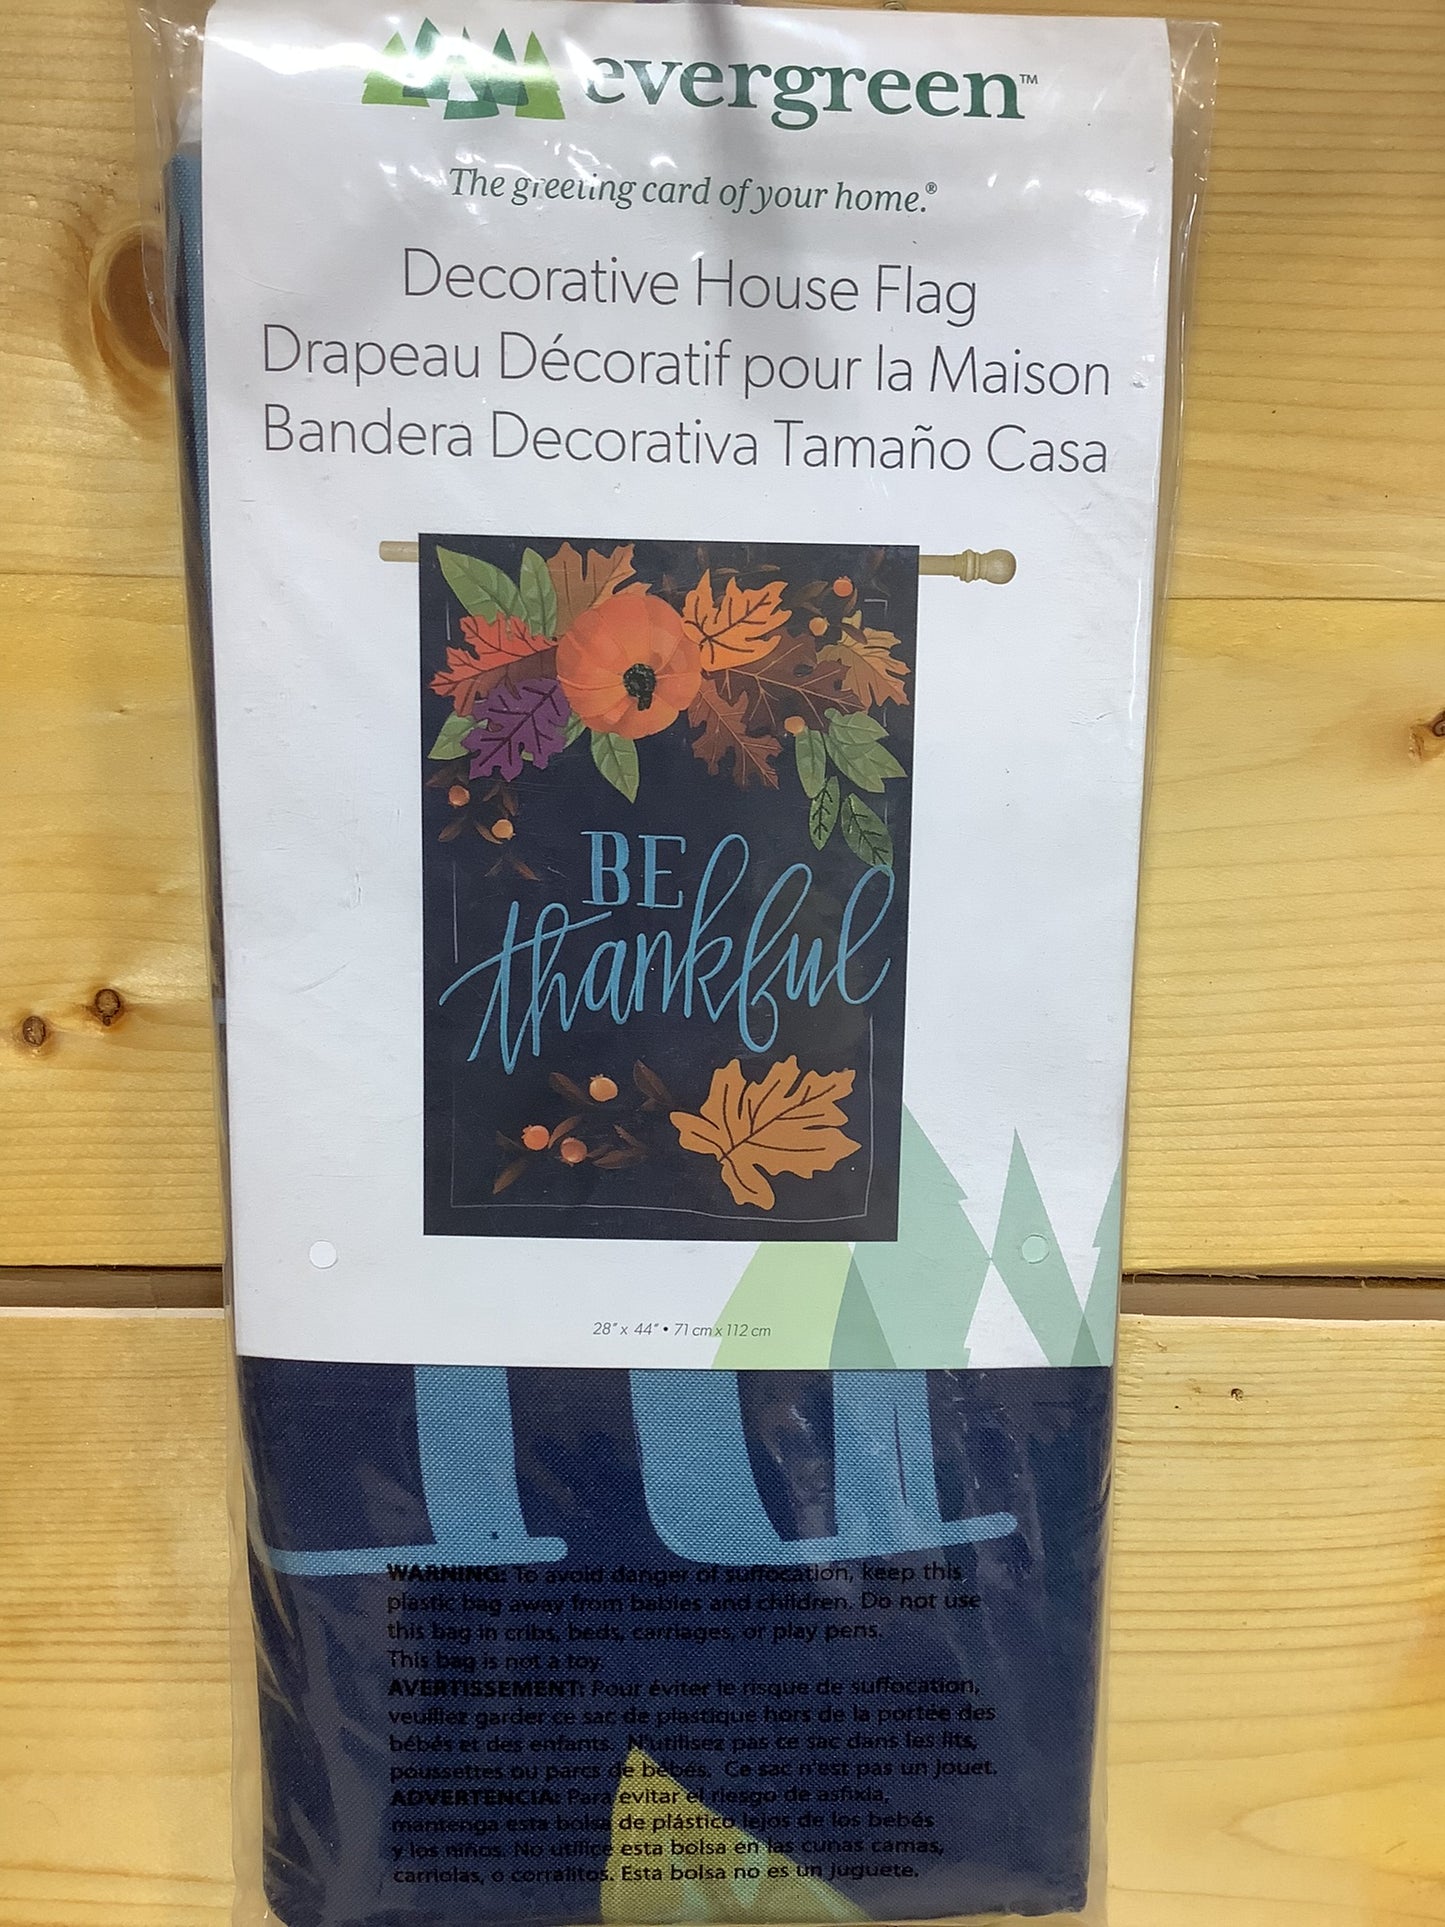 evergreen™
The greeting card of your home.®
Decorative House Flag
Drapeau Décoratif pour la Maison
Bandera Decorativa Tamaño Casa
BE
thankful
28" x 44" • 71 cm x 112 cm
WARNING: To avoid danger of suffocation, keep this
plastic bag away from babies and children. Do not use
this bag in cribs, beds, carriages, or play pens.
This bag is not a toy.
AVERTISSEMENT: Pour éviter le risque de suffocation,
veuillez garder ce sac de plastique hors de la portée des
bébés et des enfants. N'utilisez pas ce sac dans les lits,
poussettes ou parcs de bébés. Ce sac n'est pas un jouet.
ADVERTENCIA: Para evitar el riesgo de asfixia,
mantenga esta bolsa de plástico lejos de los bebés
y los niños. No utilice esta bolsa en las cunas camas,
carriolas, o corralitos. Esta bolsa no es un juguete.